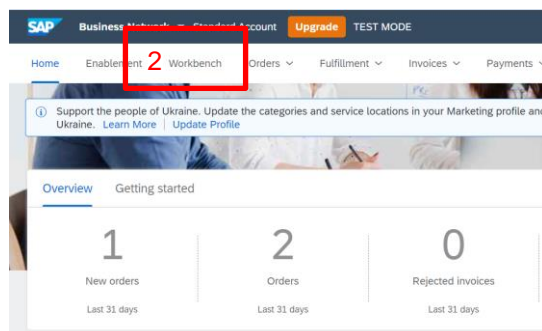 SAP Business Network Standard Account Upgrade TEST MODE
Home Enablement 2 Workbench Orders Fulfillment Invoices Payments
Support the people of Ukraine. Update the categories and service locations in your Marketing profile and
Ukraine. Learn More | Update Profile
Overview Getting started
1 2 0
New orders Orders Rejected invoices
Last 31 days Last 31 days Last 31 days